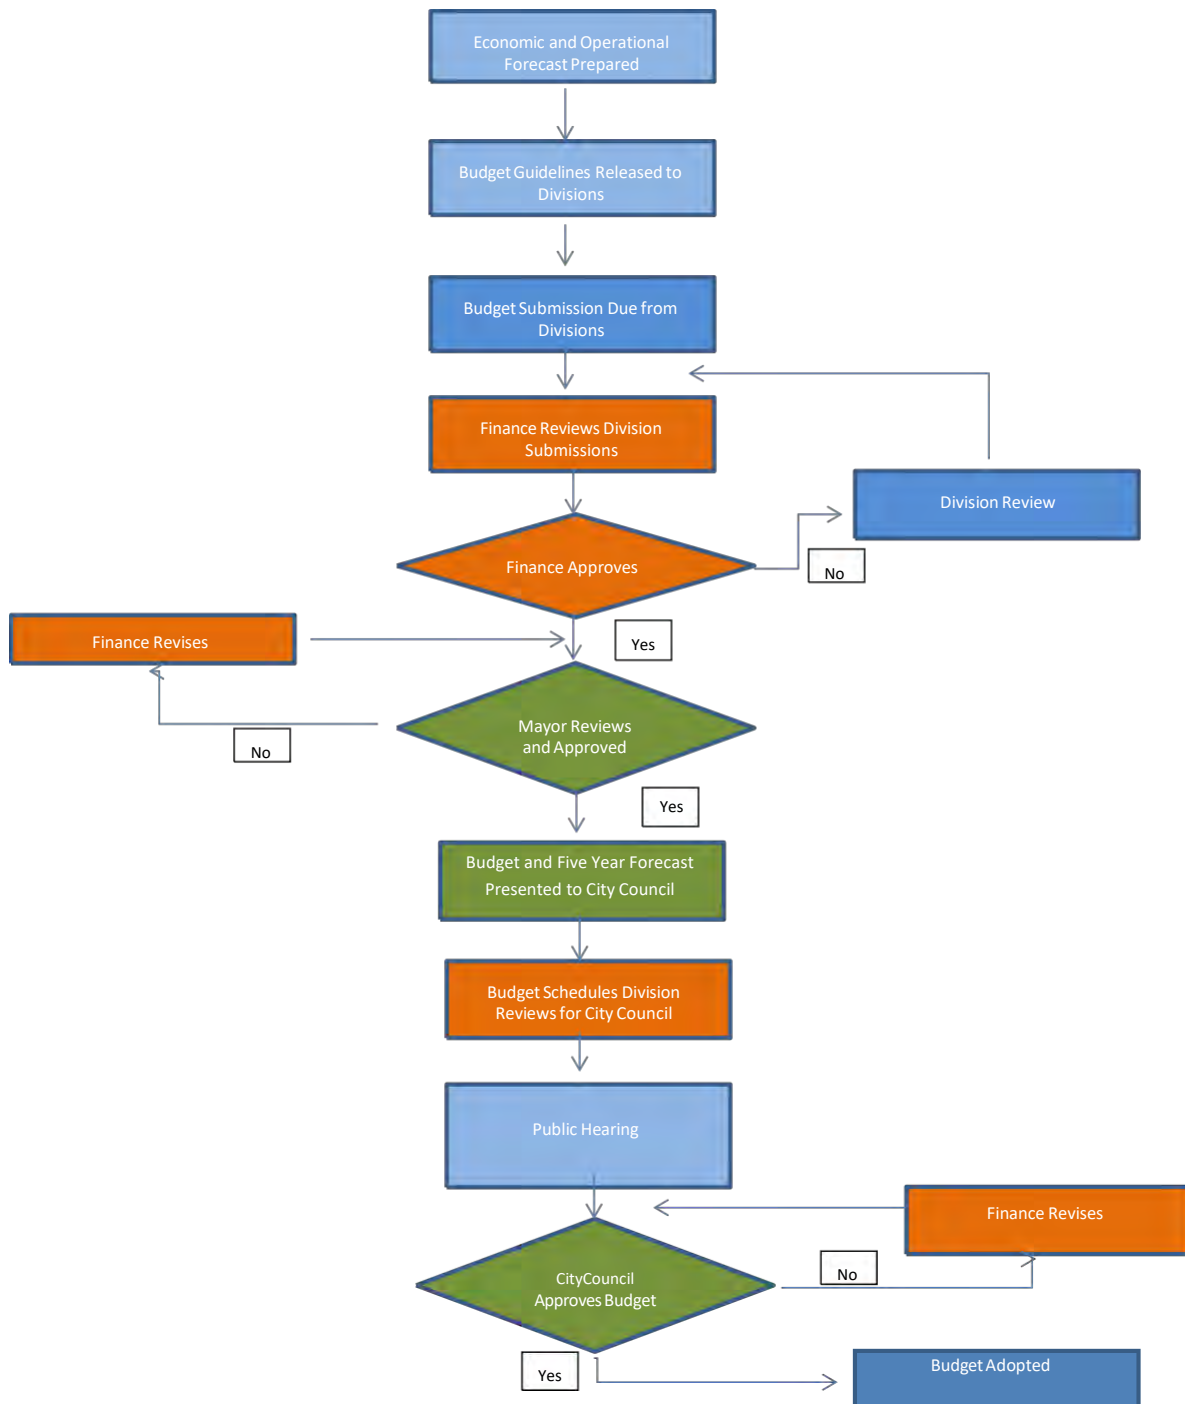 Economic and Operational
Forecast Prepared
Budget Guidelines Released to
Divisions
Budget Submission Due from
Divisions
Finance Reviews Division
Submissions
Division Review
Finance Approves
No
Finance Revises
Yes
Mayor Reviews
and Approved
No
Yes
Budget and Five Year Forecast
Presented to City Council
Budget Schedules Division
Reviews for City Council
Public Hearing
Finance Revises
CityCouncil
Approves Budget
No
Yes
Budget Adopted